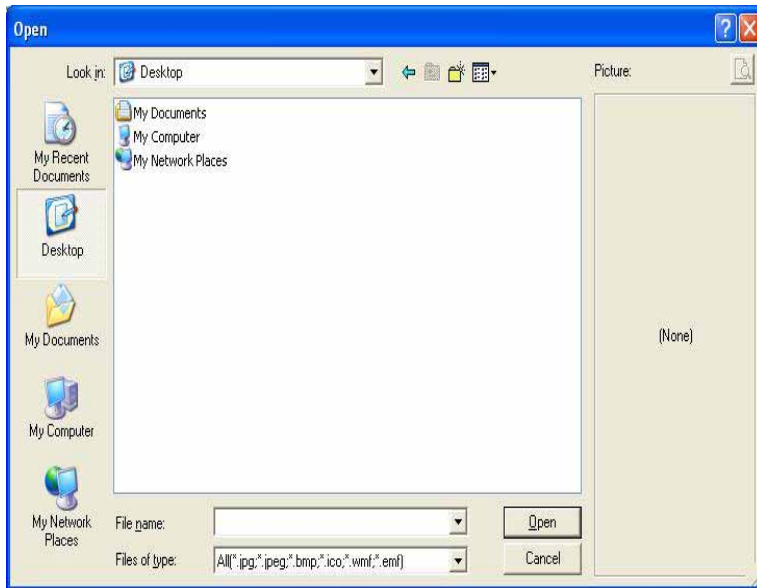 Open
Look in: Desktop
Picture:
My Documents
My Computer
My Network Places
My Recent
Documents
Desktop
My Documents
(None)
My Computer
My Network
Places
File name:
Open
Files of type: All(*.jpg;*.jpeg;*.bmp;*.ico;*.wmf;*.emf)
Cancel